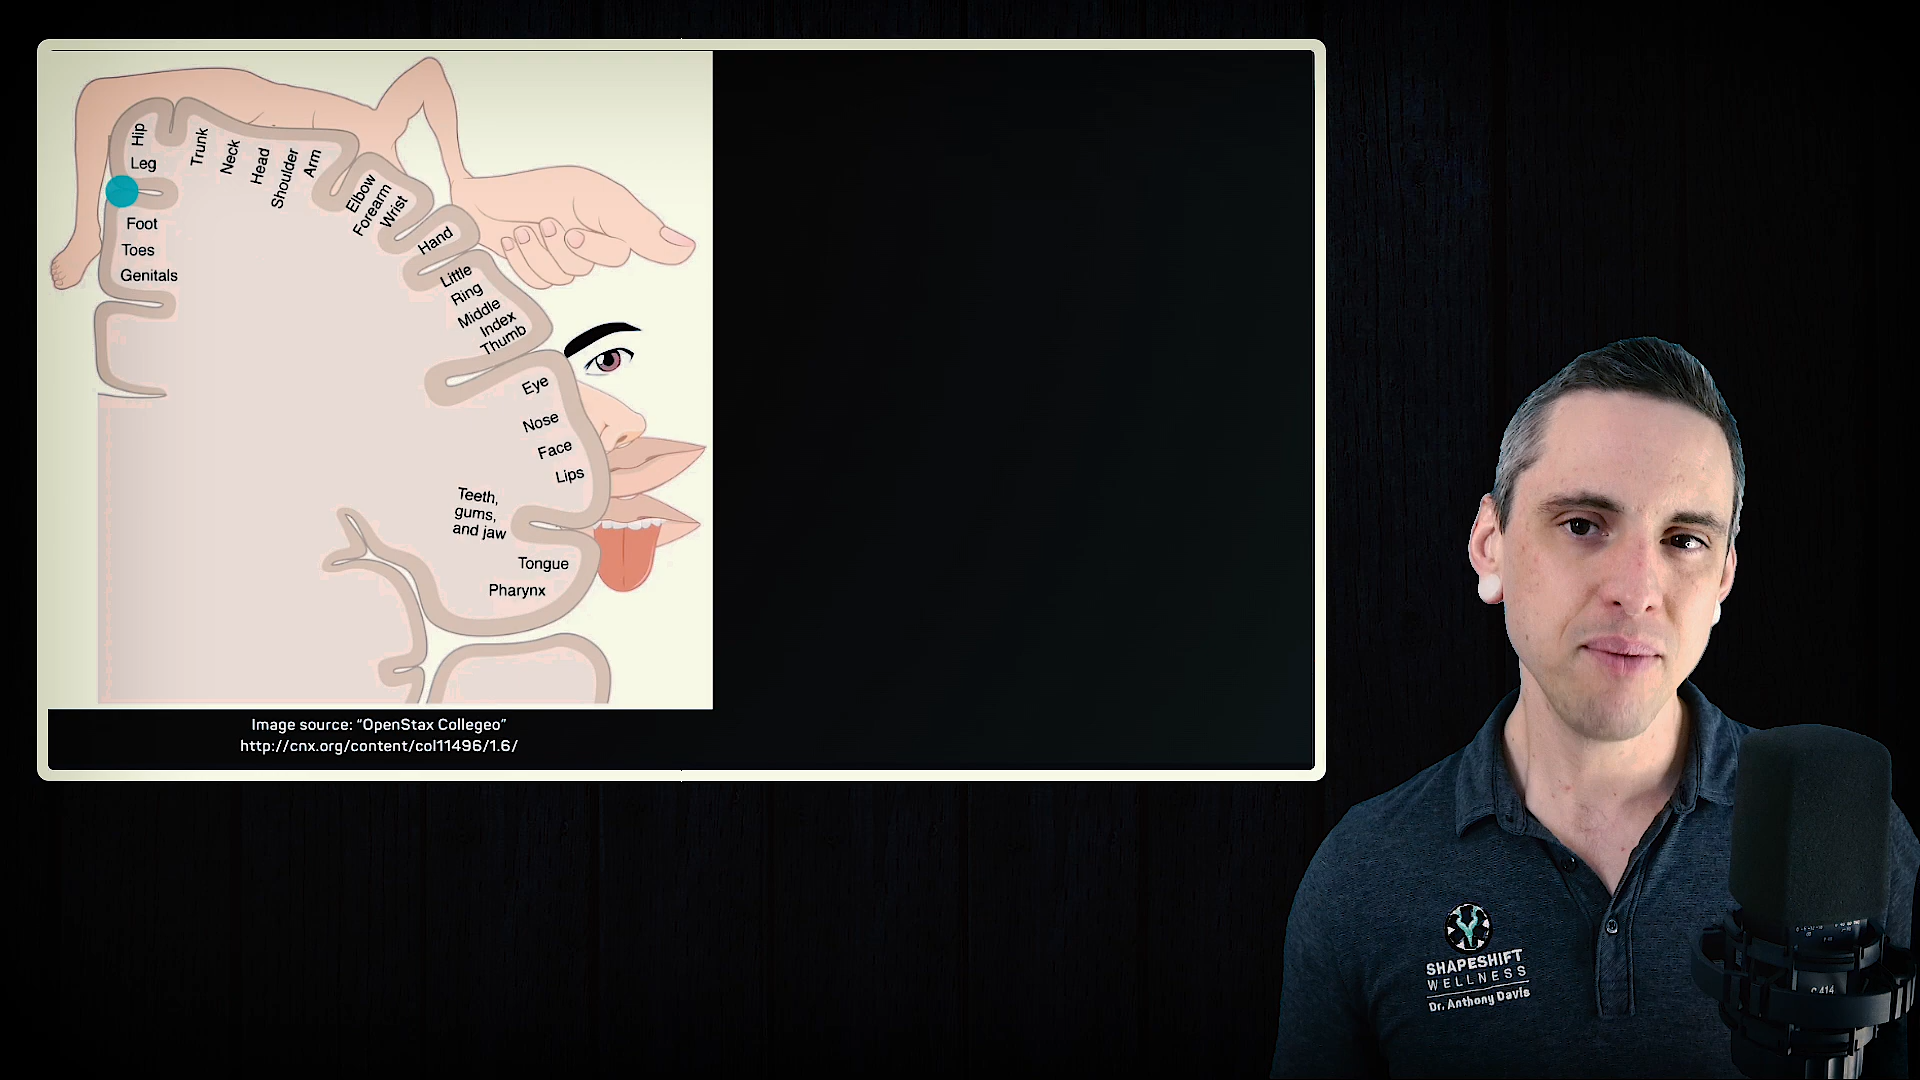 Hip
Leg
Foot
Toes
Genitals
Trunk
Neck
Head
Shoulder
Arm
Elbow
Forearm
Wrist
Hand
Little
Ring
Middle
Index
Thumb
Eye
Nose
Face
Lips
Teeth,
gums,
and jaw
Tongue
Pharynx
Image source: “OpenStax Collegeo”
http://cnx.org/content/col11496/1.6/
SHAPESHIFT
WELLNESS
Dr. Anthony Davis
C 414